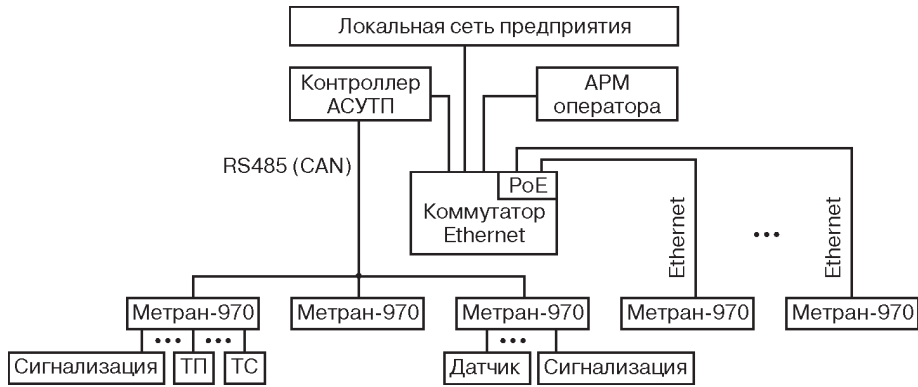 Локальная сеть предприятия
Контроллер
АСУТП
АРМ
оператора
RS485 (CAN)
PoE
Коммутатор
Ethernet
Ethernet
Ethernet
Метран-970
Метран-970
Метран-970
Метран-970
Метран-970
Сигнализация
ТП
ТС
Датчик
Сигнализация